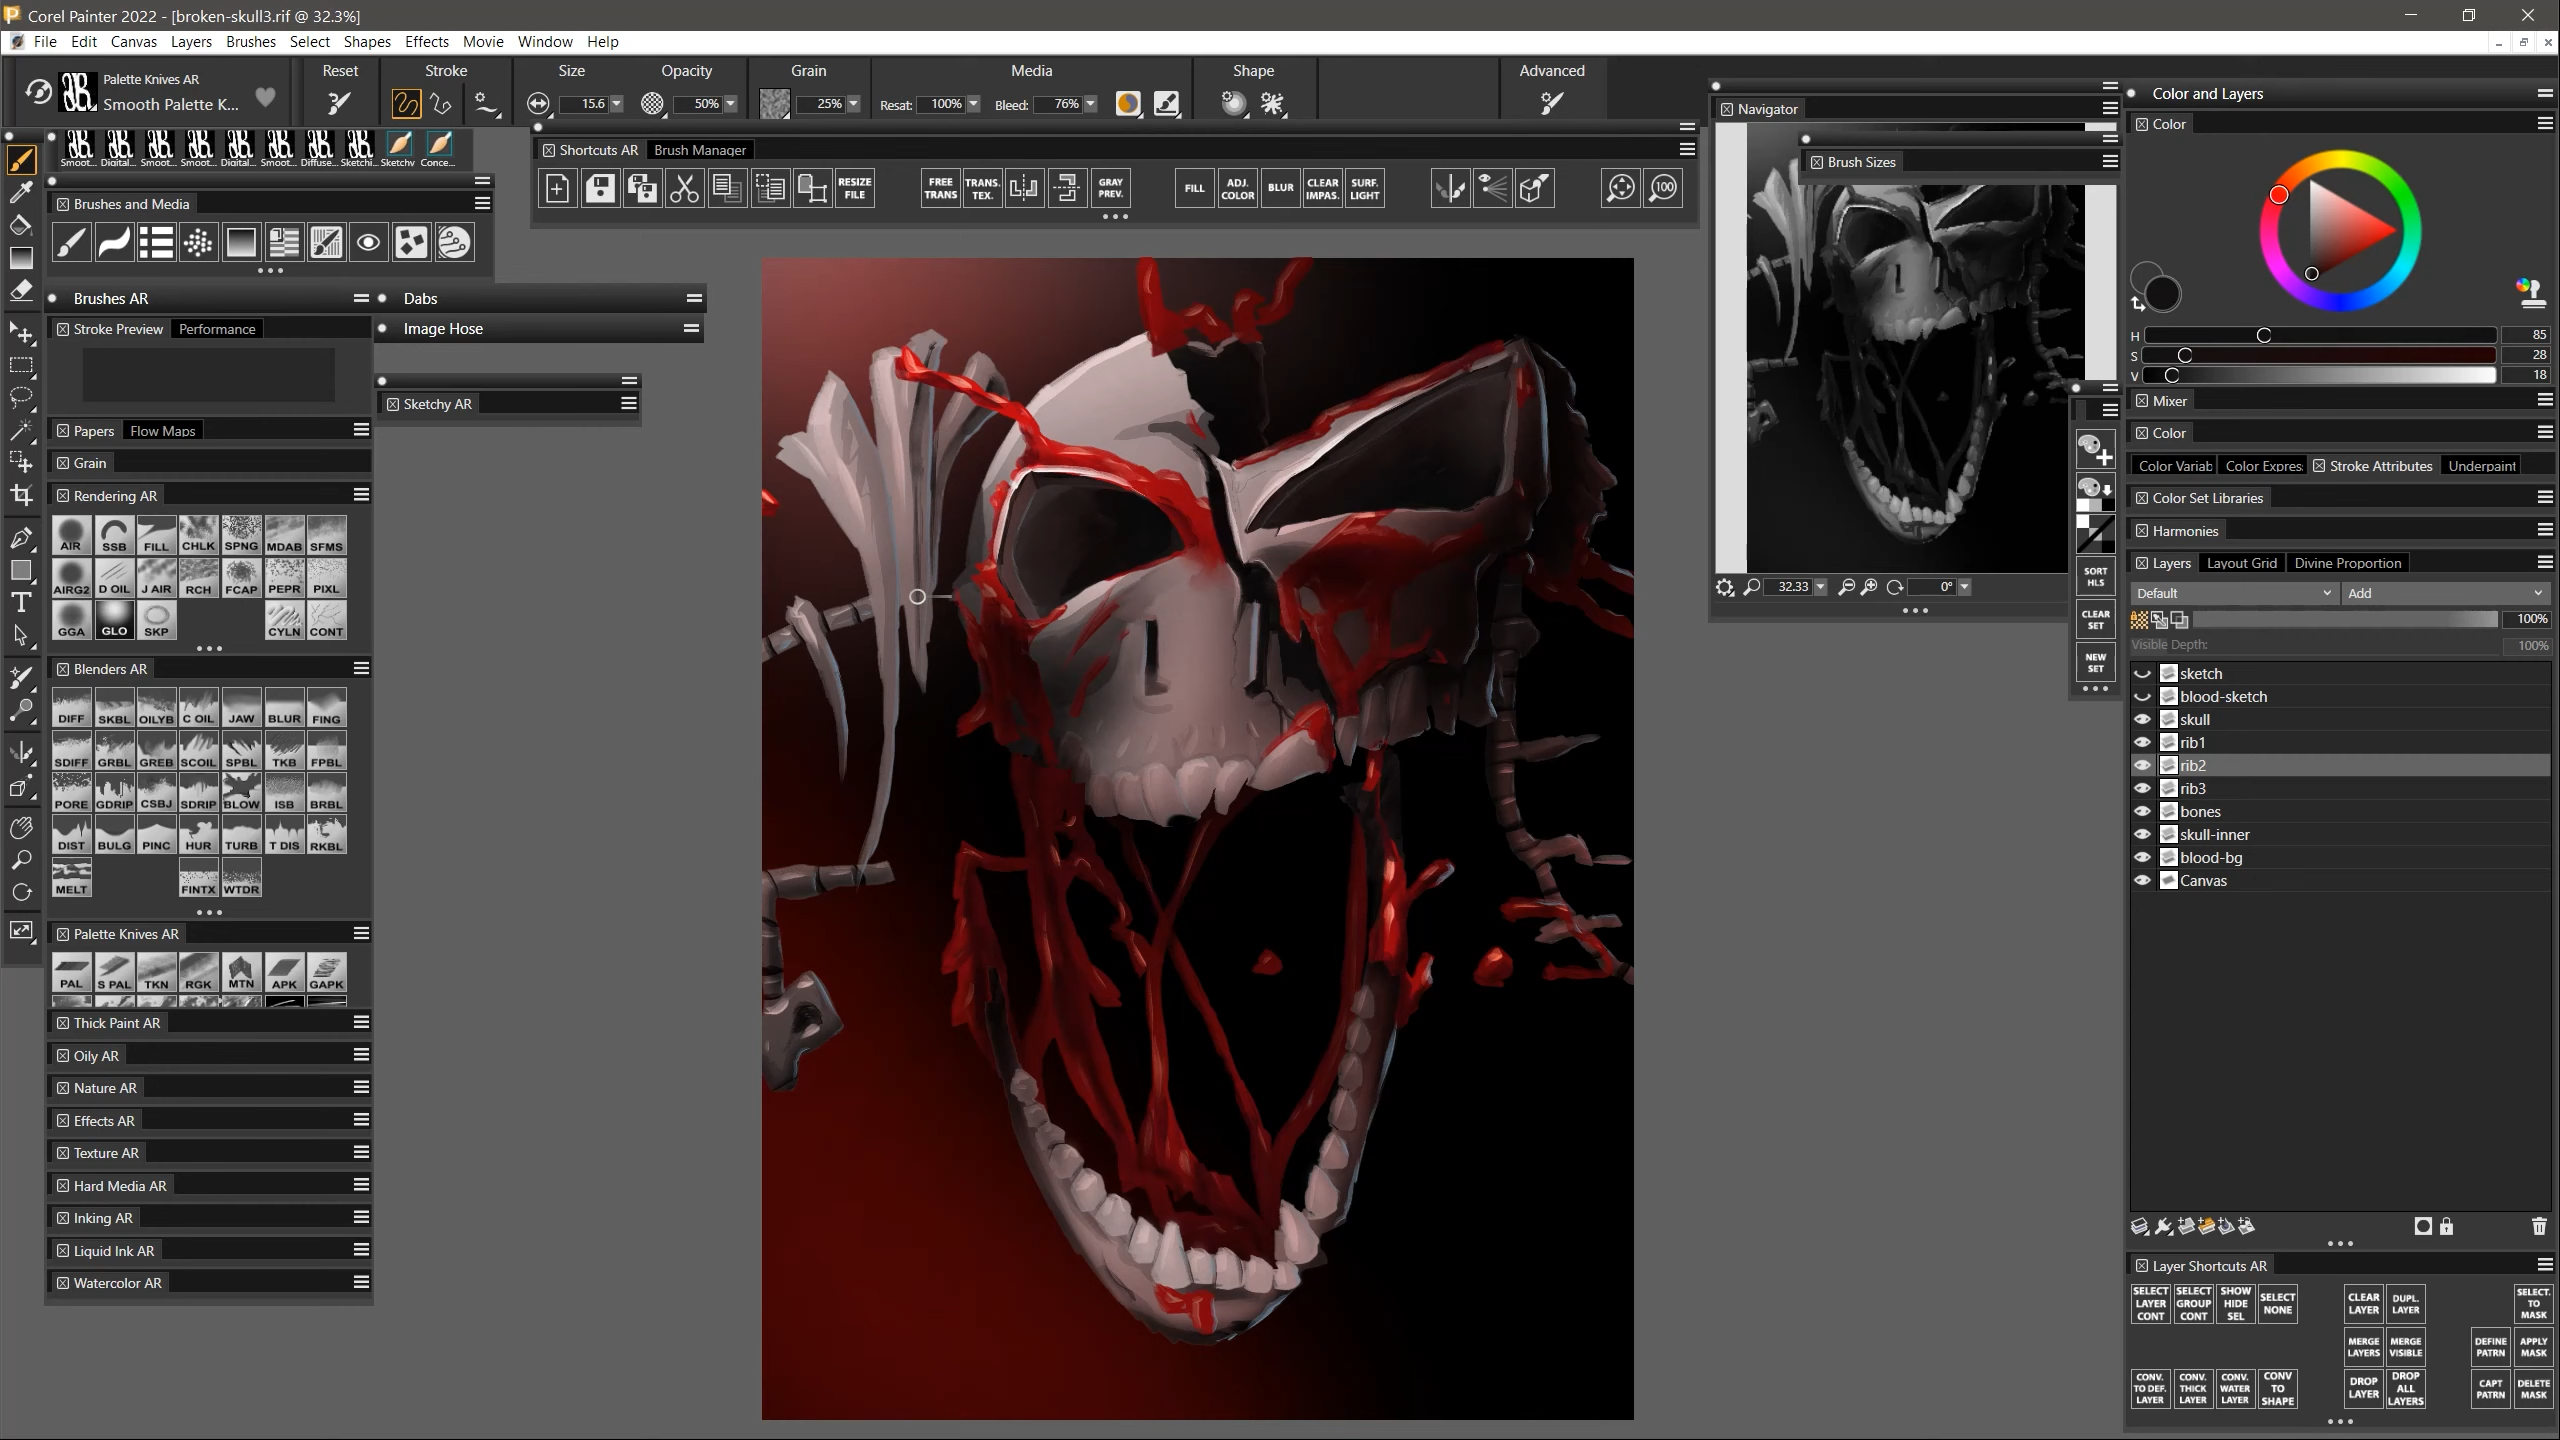 Corel Painter 2022 - [broken-skull3.rif @ 32.3%]
File Edit Canvas Layers Brushes Select Shapes Effects Movie Window Help
Palette Knives AR
Smooth Palette K...
Reset Stroke Size Opacity Grain Media Shape Advanced
15.6 50% 25% Resat: 100% Bleed: 76%
Smoot... Digital... Smoot... Smoot... Digital... Smoot... Diffuse... Sketchi... Sketchy Conce...
Shortcuts AR Brush Manager
RESIZE FILE
FREE TRANS
TRANS. TEX.
GRAY PREV.
FILL
ADJ. COLOR
BLUR
CLEAR IMPAS.
SURF. LIGHT
100
Brushes and Media
Brushes AR
Dabs
Image Hose
Sketchy AR
Stroke Preview Performance
Papers Flow Maps
Grain
Rendering AR
AIR SSB FILL CHLK SPNG MDAB SFMS
AIRG2 D OIL J AIR RCH FCAP PEPR PIXL
GGA GLO SKP CYLN CONT
Blenders AR
DIFF SKBL OILYB C OIL JAW BLUR FING
SDIFF GRBL GREB SCOIL SPBL TKB FPBL
PORE GDRIP CSBJ SDRIP BLOW ISB BRBL
DIST BULG PINC HUR TURB T DIS RKBL
MELT FINTX WTDR
Palette Knives AR
PAL S PAL TKN RGK MTN APK GAPK
Thick Paint AR
Oily AR
Nature AR
Effects AR
Texture AR
Hard Media AR
Inking AR
Liquid Ink AR
Watercolor AR
Navigator
Brush Sizes
32.33 0°
SORT HLS
CLEAR SET
NEW SET
Color and Layers
Color
H 85
S 28
V 18
Mixer
Color
Color Variab Color Expres Stroke Attributes Underpaint
Color Set Libraries
Harmonies
Layers Layout Grid Divine Proportion
Default Add
100%
Visible Depth: 100%
sketch
blood-sketch
skull
rib1
rib2
rib3
bones
skull-inner
blood-bg
Canvas
Layer Shortcuts AR
SELECT LAYER CONT
SELECT GROUP CONT
SHOW HIDE SEL
SELECT NONE
CLEAR LAYER
DUPL. LAYER
SELECT. TO MASK
MERGE LAYERS
MERGE VISIBLE
DEFINE PATRN
APPLY MASK
CONV. TO DEF. LAYER
CONV. THICK LAYER
CONV. WATER LAYER
CONV TO SHAPE
DROP LAYER
DROP ALL LAYERS
CAPT PATRN
DELETE MASK